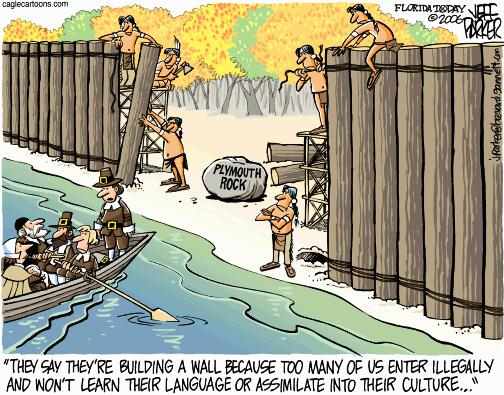 caglecartoons.com
FLORIDA TODAY
©2006
JEFF
PARKER
PLYMOUTH
ROCK
"THEY SAY THEY'RE BUILDING A WALL BECAUSE TOO MANY OF US ENTER ILLEGALLY
AND WON'T LEARN THEIR LANGUAGE OR ASSIMILATE INTO THEIR CULTURE..."